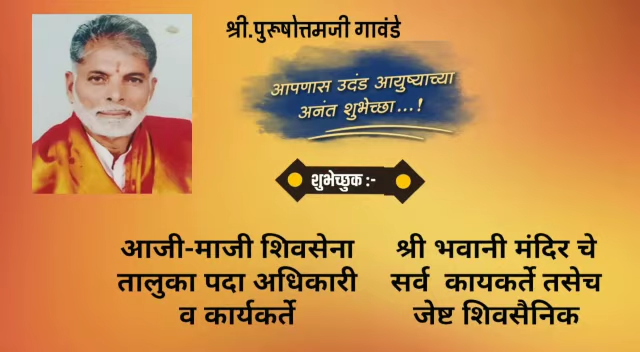 श्री.पुरूषोत्तमजी गावंडे
आपणास उदंड आयुष्याच्या
अनंत शुभेच्छा...!
शुभेच्छुक :-
आजी-माजी शिवसेना
तालुका पदा अधिकारी
व कार्यकर्ते
श्री भवानी मंदिर चे
सर्व कायकर्ते तसेच
जेष्ट शिवसैनिक